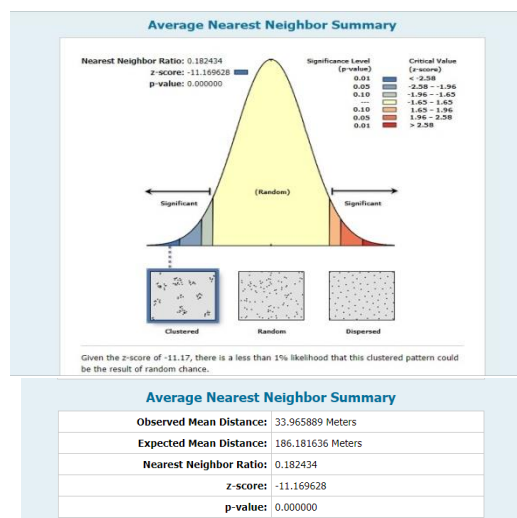 Average Nearest Neighbor Summary
Nearest Neighbor Ratio: 0.182434
z-score: -11.169628
p-value: 0.000000
Significance Level
(p-value)
Critical Value
(z-score)
0.01 < -2.58
0.05 -2.58 - -1.96
0.10 -1.96 - -1.65
--- -1.65 - 1.65
0.10 1.65 - 1.96
0.05 1.96 - 2.58
0.01 > 2.58
(Random)
Significant Significant
Clustered Random Dispersed
Given the z-score of -11.17, there is a less than 1% likelihood that this clustered pattern could
be the result of random chance.
Average Nearest Neighbor Summary
Observed Mean Distance: 33.965889 Meters
Expected Mean Distance: 186.181636 Meters
Nearest Neighbor Ratio: 0.182434
z-score: -11.169628
p-value: 0.000000